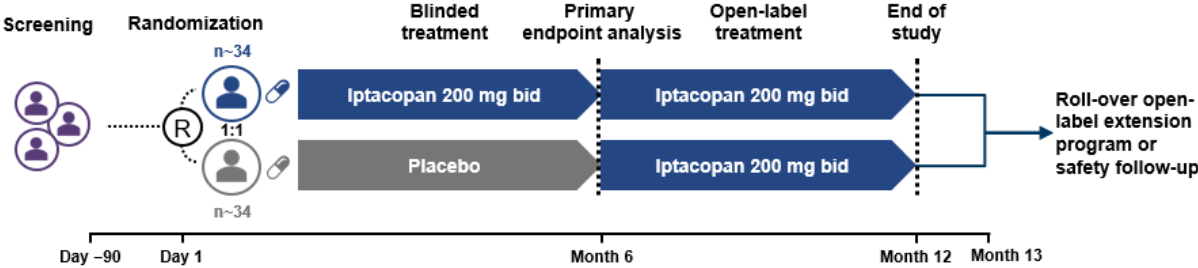 Screening
Randomization
Blinded
treatment
Primary
endpoint analysis
Open-label
treatment
End of
study
n~34
Iptacopan 200 mg bid
Iptacopan 200 mg bid
R
1:1
Placebo
Iptacopan 200 mg bid
n~34
Roll-over open-
label extension
program or
safety follow-up
Day –90
Day 1
Month 6
Month 12
Month 13